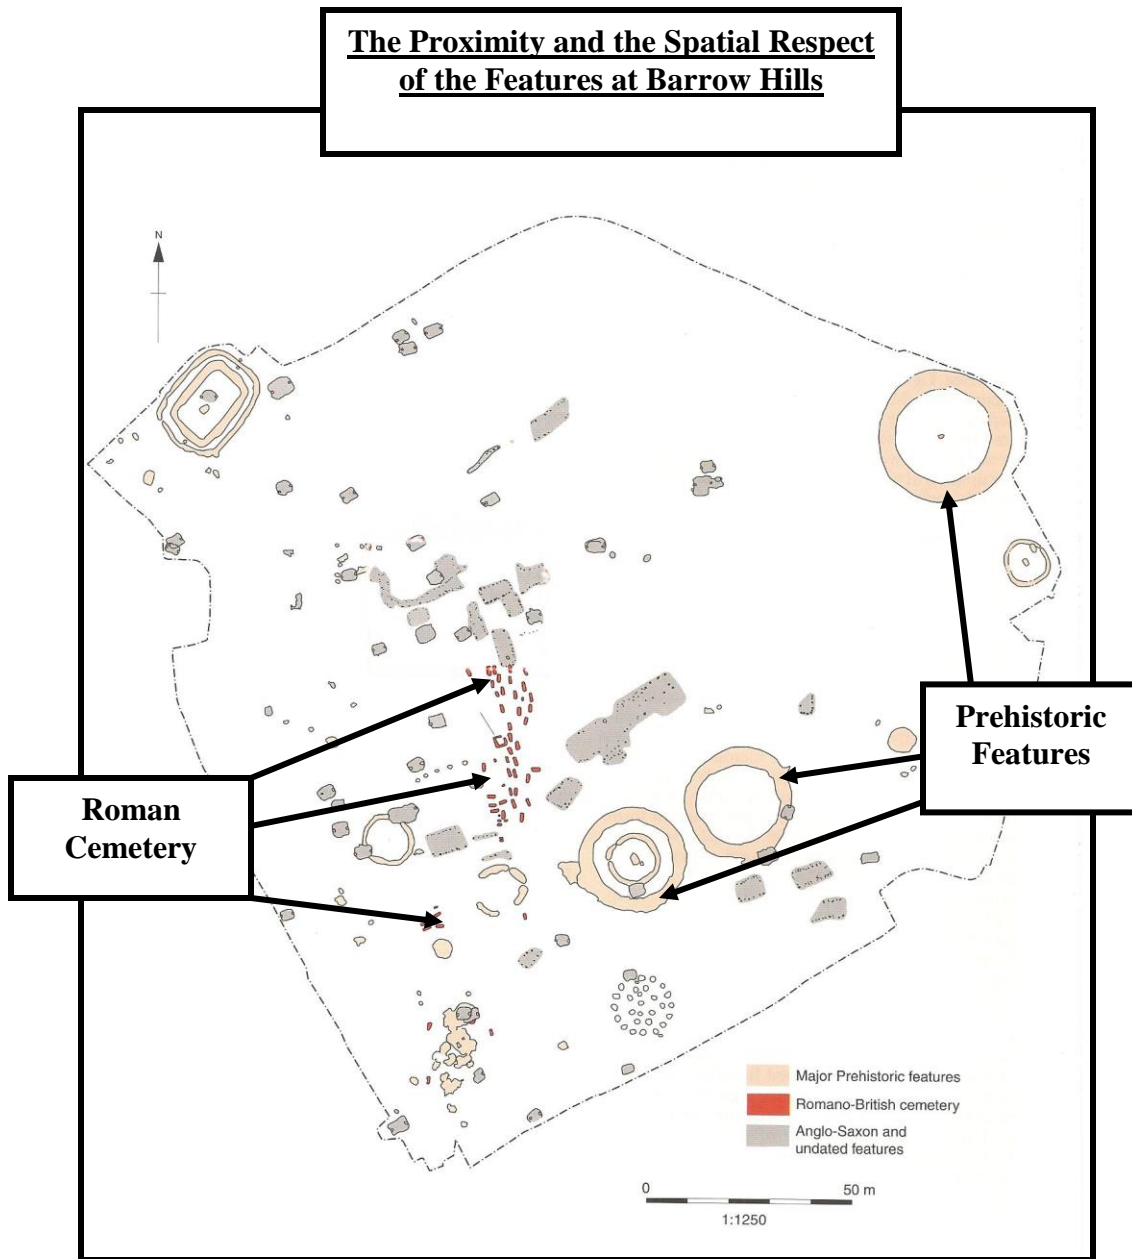 The Proximity and the Spatial Respect
of the Features at Barrow Hills
N
Prehistoric
Features
Roman
Cemetery
Major Prehistoric features
Romano-British cemetery
Anglo-Saxon and
undated features
0 50 m
1:1250